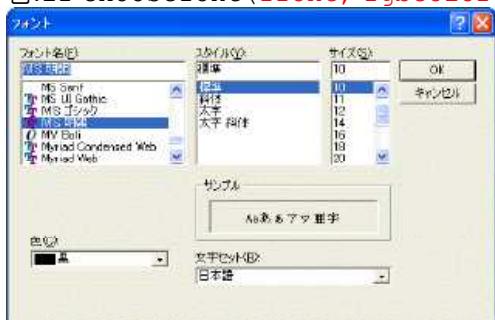 フォント
フォント名(F):
MS 明朝
MS Serif
MS UI Gothic
MS ゴシック
MS 明朝
MV Boli
Myriad Condensed Web
Myriad Web
スタイル(Y):
標準
標準
斜体
太字
太字 斜体
サイズ(S):
10
10
11
12
14
16
18
20
OK
キャンセル
サンプル
Aaあぁアァ亜宇
色(C):
黒
文字セット(R):
日本語